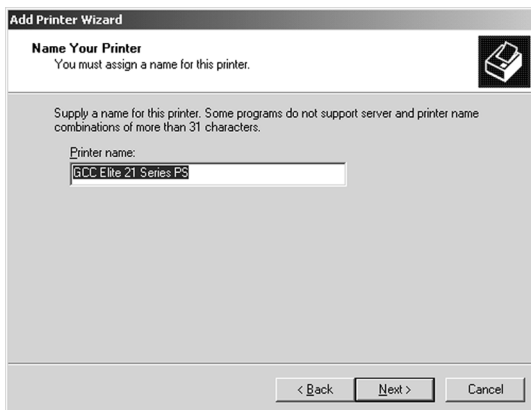 Add Printer Wizard
Name Your Printer
You must assign a name for this printer.
Supply a name for this printer. Some programs do not support server and printer name
combinations of more than 31 characters.
Printer name:
GCC Elite 21 Series PS
< Back
Next >
Cancel